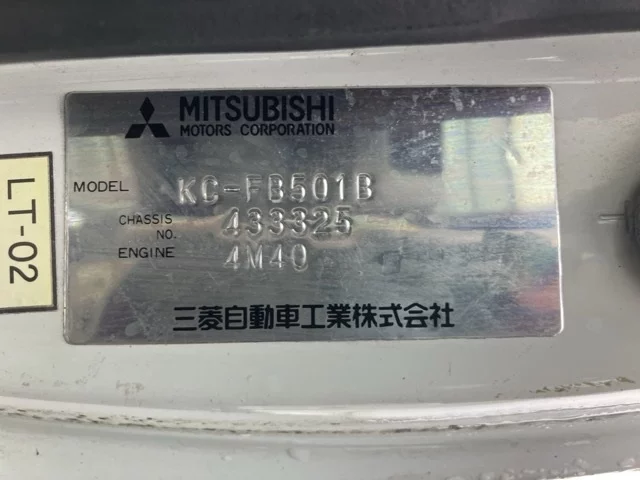 MITSUBISHI
MOTORS CORPORATION
MODEL KC-FB501B
CHASSIS NO. 433325
ENGINE 4M40
三菱自動車工業株式会社
LT-02